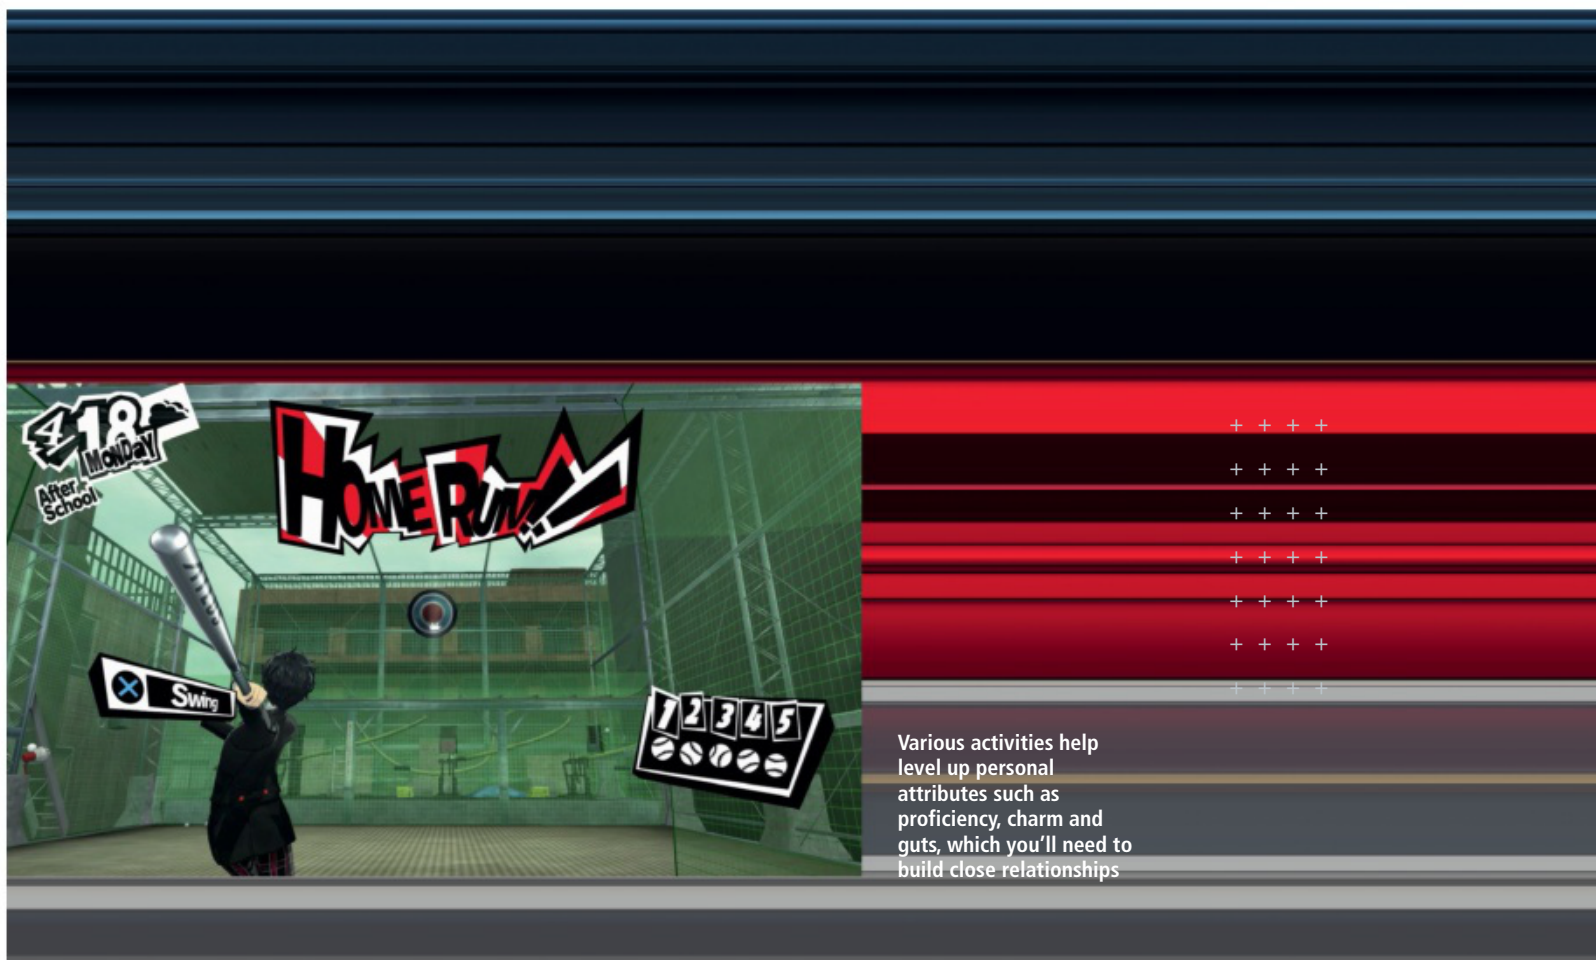 4/18
MONDAY
After
School
HOME RUN!!
ATLUS
Swing
1 2 3 4 5
Various activities help
level up personal
attributes such as
proficiency, charm and
guts, which you'll need to
build close relationships